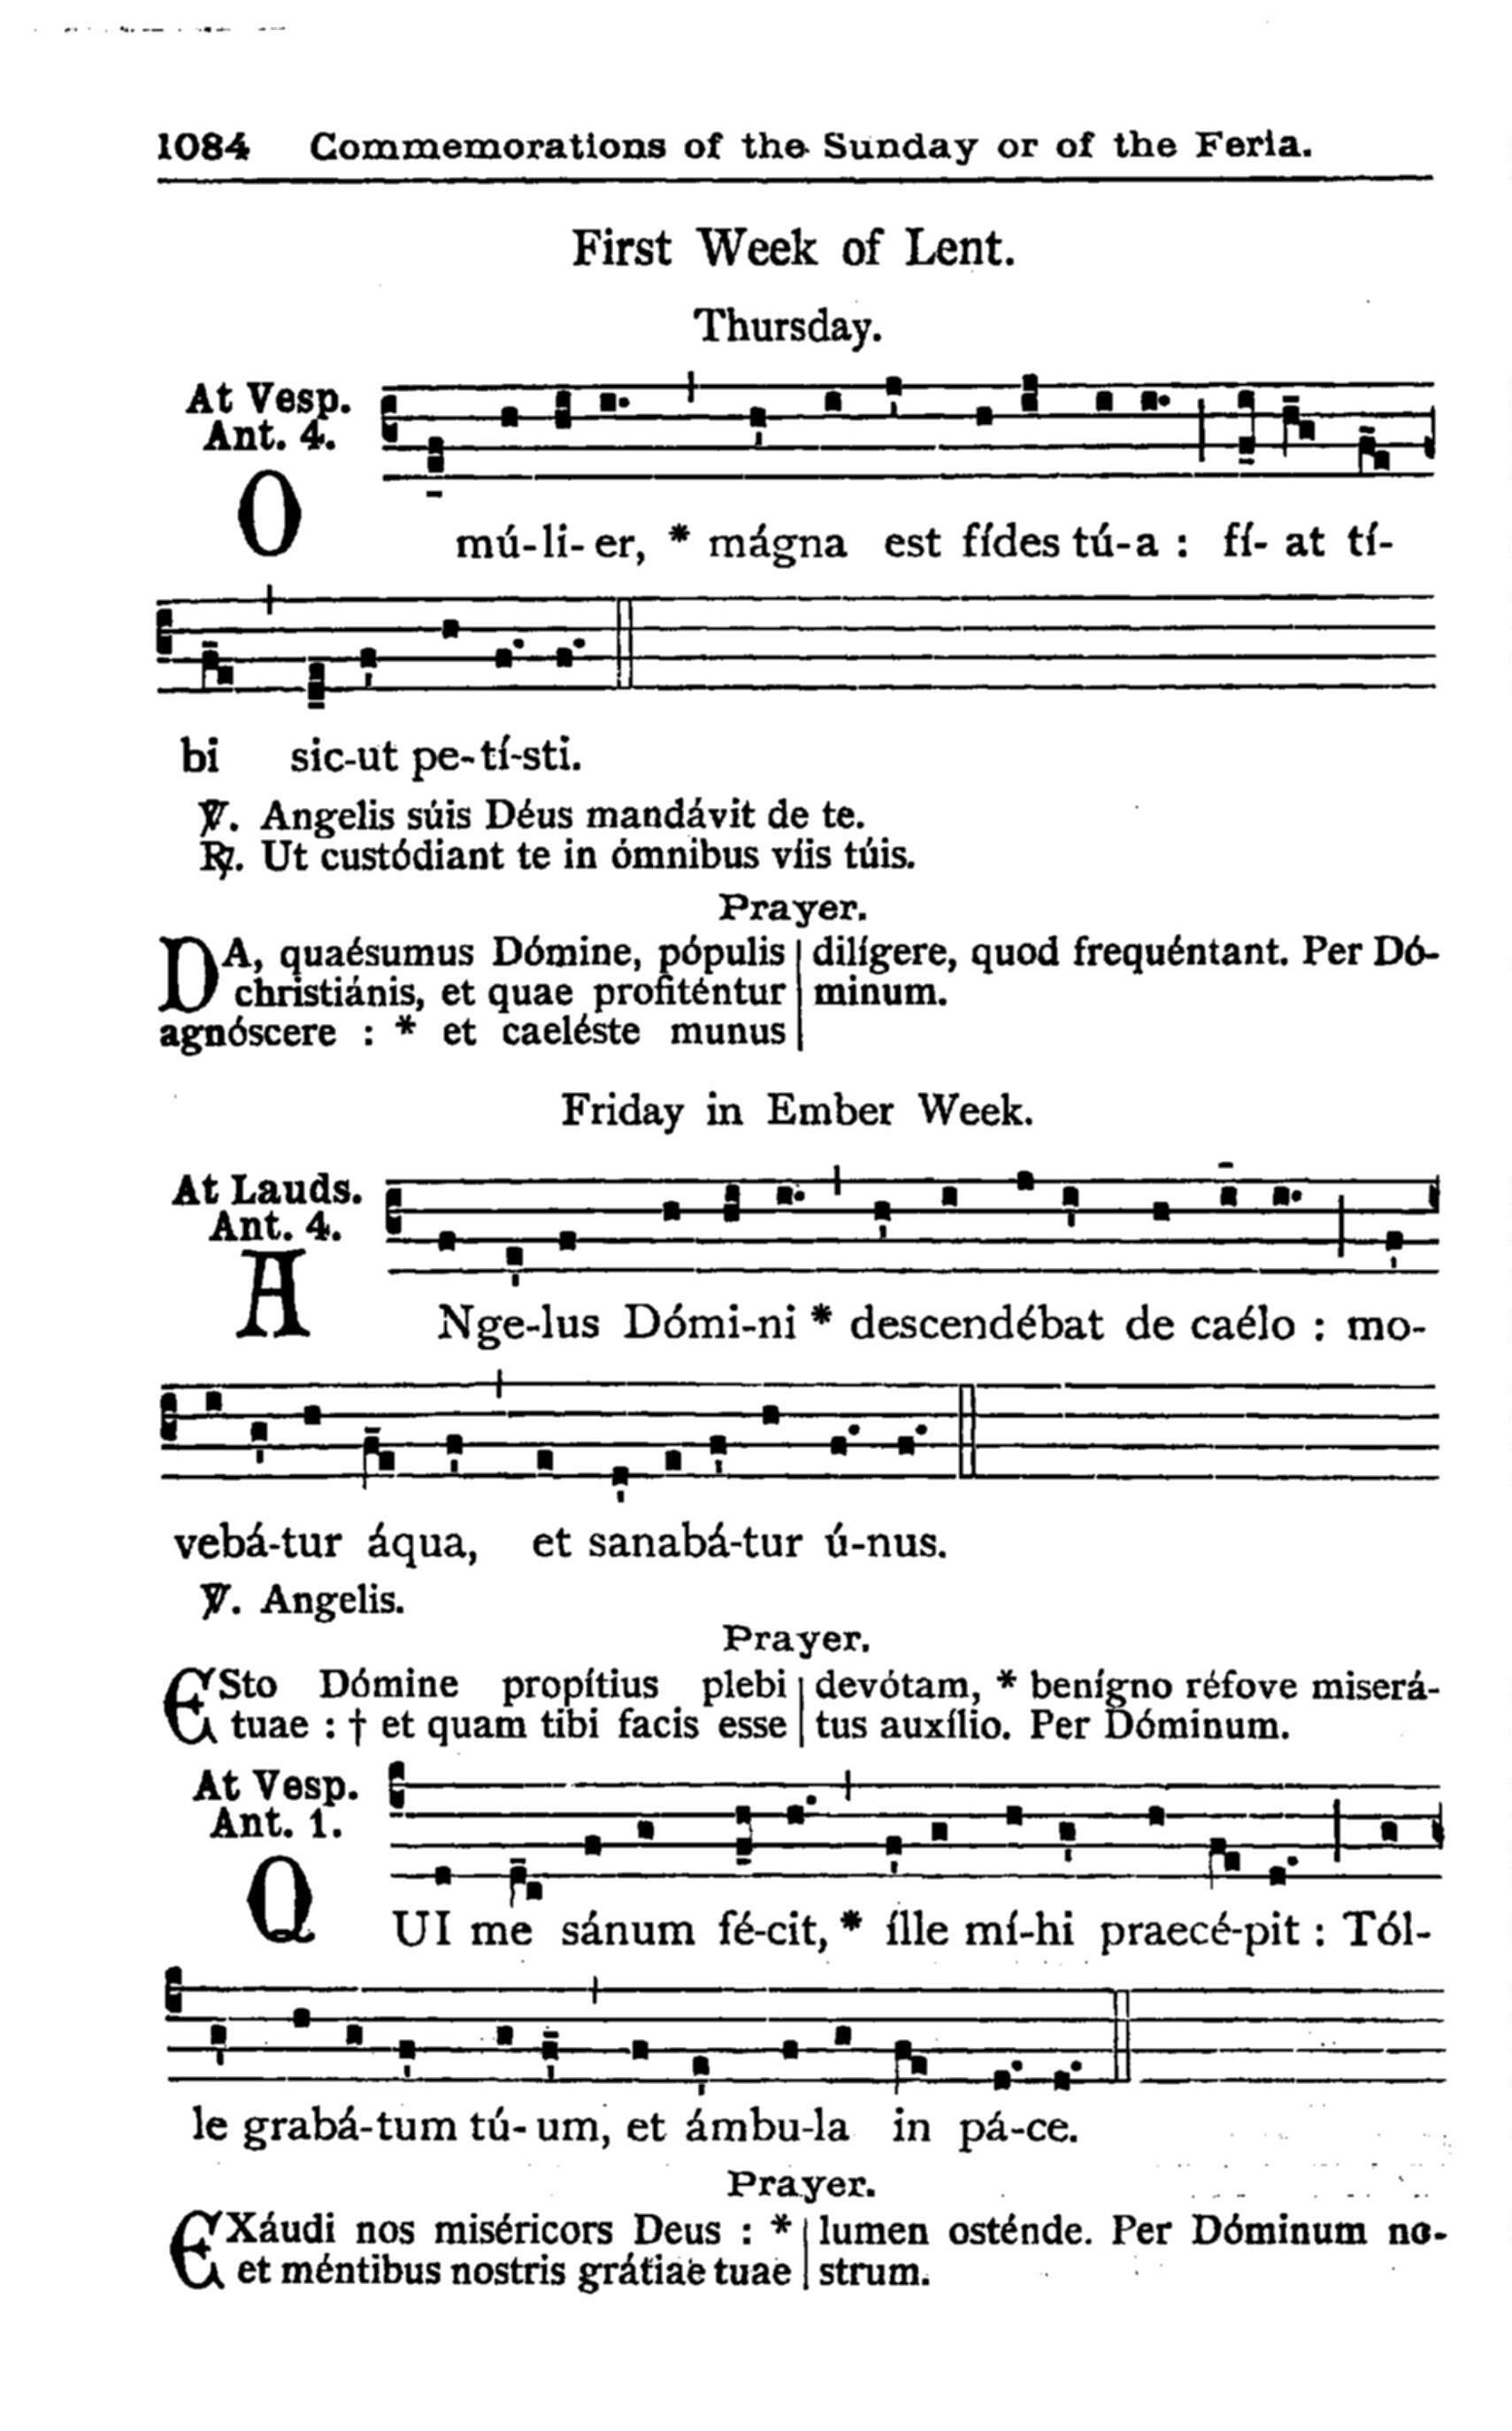 1084 Commemorations of the Sunday or of the Feria.
First Week of Lent.
Thursday.
At Vesp.
Ant. 4.
O mú-li-er, * mágna est fídes tú-a : fí- at tí-
bi sic-ut pe-tí-sti.
℣. Angelis súis Déus mandávit de te.
℟. Ut custódiant te in ómnibus víis túis.
Prayer.
DA, quaésumus Dómine, pópulis
christiánis, et quae profiténtur
agnóscere : * et caeléste munus
dilígere, quod frequéntant. Per Dó-
minum.
Friday in Ember Week.
At Lauds.
Ant. 4.
ANge-lus Dómi-ni * descendébat de caélo : mo-
vebá-tur áqua, et sanabá-tur ú-nus.
℣. Angelis.
Prayer.
ESto Dómine propítius plebi
tuae : † et quam tibi facis esse
devótam, * benígno réfove miserá-
tus auxílio. Per Dóminum.
At Vesp.
Ant. 1.
QUI me sánum fé-cit, * ílle mí-hi praecé-pit : Tól-
le grabá-tum tú- um, et ámbu-la in pá-ce.
Prayer.
EXáudi nos miséricors Deus : *
et méntibus nostris grátiae tuae
lumen osténde. Per Dóminum no-
strum.